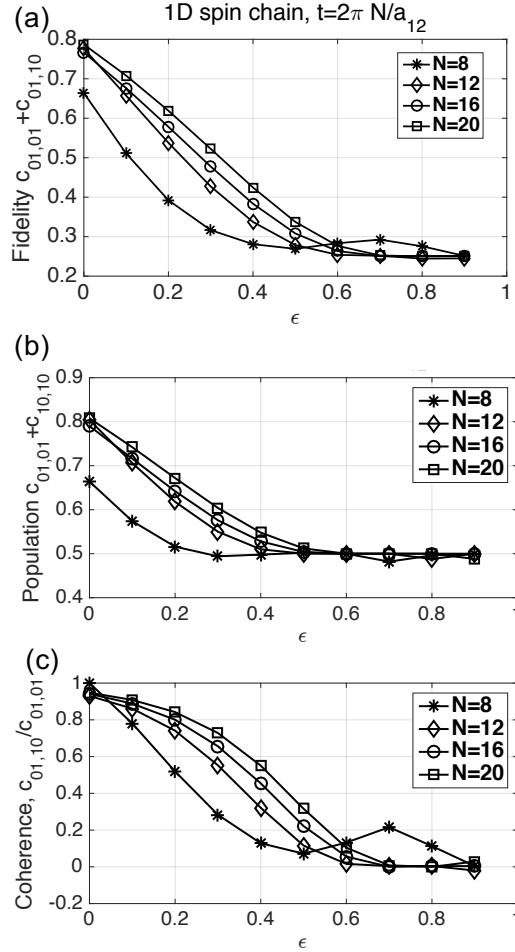 1D spin chain, t=2π N/a12
(a)
Fidelity c01,01+c01,10
0.8
0.7
0.6
0.5
0.4
0.3
0.2
N=8
N=12
N=16
N=20
0 0.2 0.4 0.6 0.8 1
ϵ
(b)
Population c01,01+c10,10
0.9
0.8
0.7
0.6
0.5
0.4
N=8
N=12
N=16
N=20
0 0.2 0.4 0.6 0.8 1
ϵ
(c)
Coherence, c01,10/c01,01
1
0.8
0.6
0.4
0.2
0
-0.2
N=8
N=12
N=16
N=20
0 0.2 0.4 0.6 0.8 1
ϵ